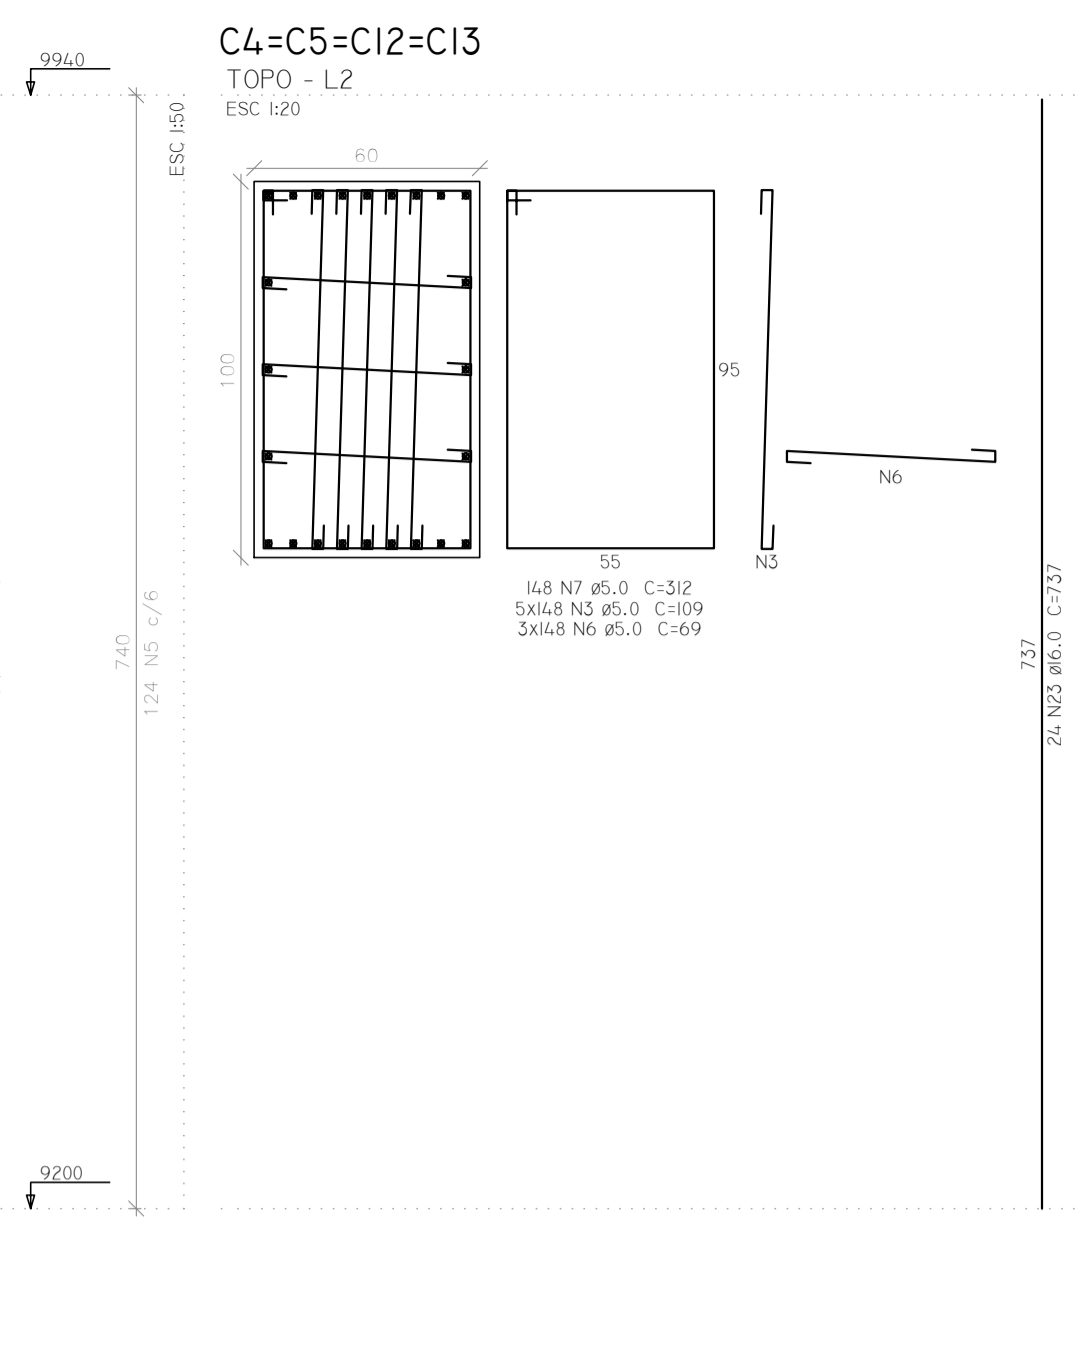 C4=C5=C12=C13
TOPO - L2
ESC 1:20
9940
ESC 1:50
60
100
95
N6
55
N3
148 N7 ø5.0 C=312
5x148 N3 ø5.0 C=109
3x148 N6 ø5.0 C=69
740
124 N5 c/6
737
24 N23 ø16.0 C=737
9200